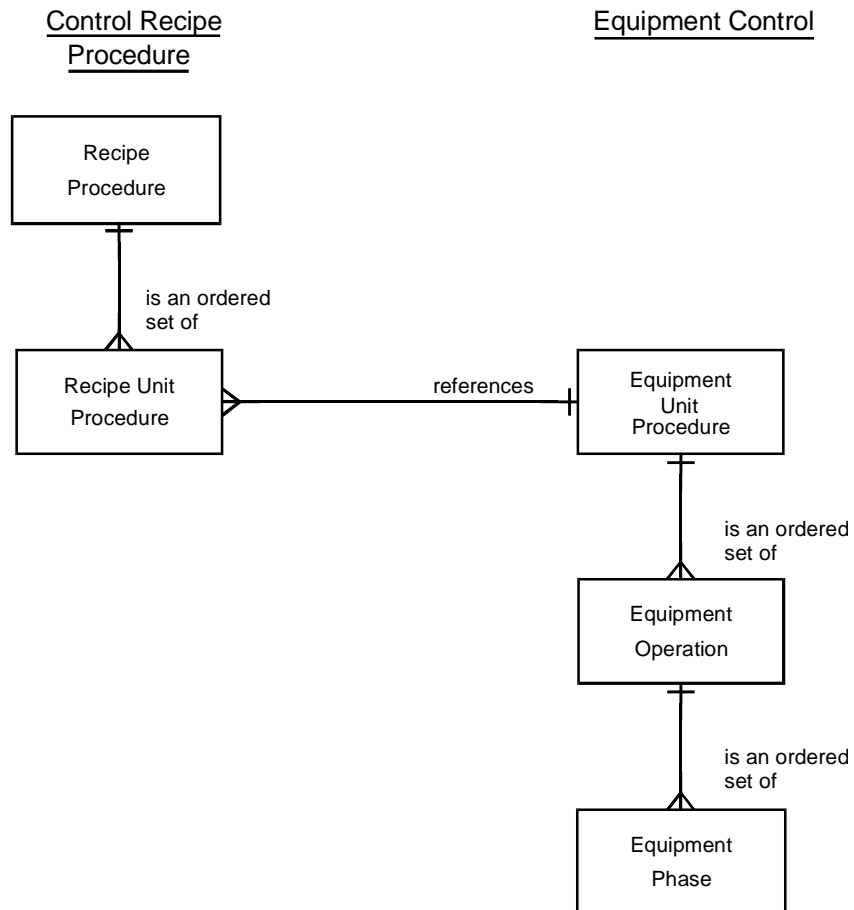 Control Recipe
Procedure
Equipment Control
Recipe
Procedure
is an ordered
set of
Recipe Unit
Procedure
references
Equipment
Unit
Procedure
is an ordered
set of
Equipment
Operation
is an ordered
set of
Equipment
Phase